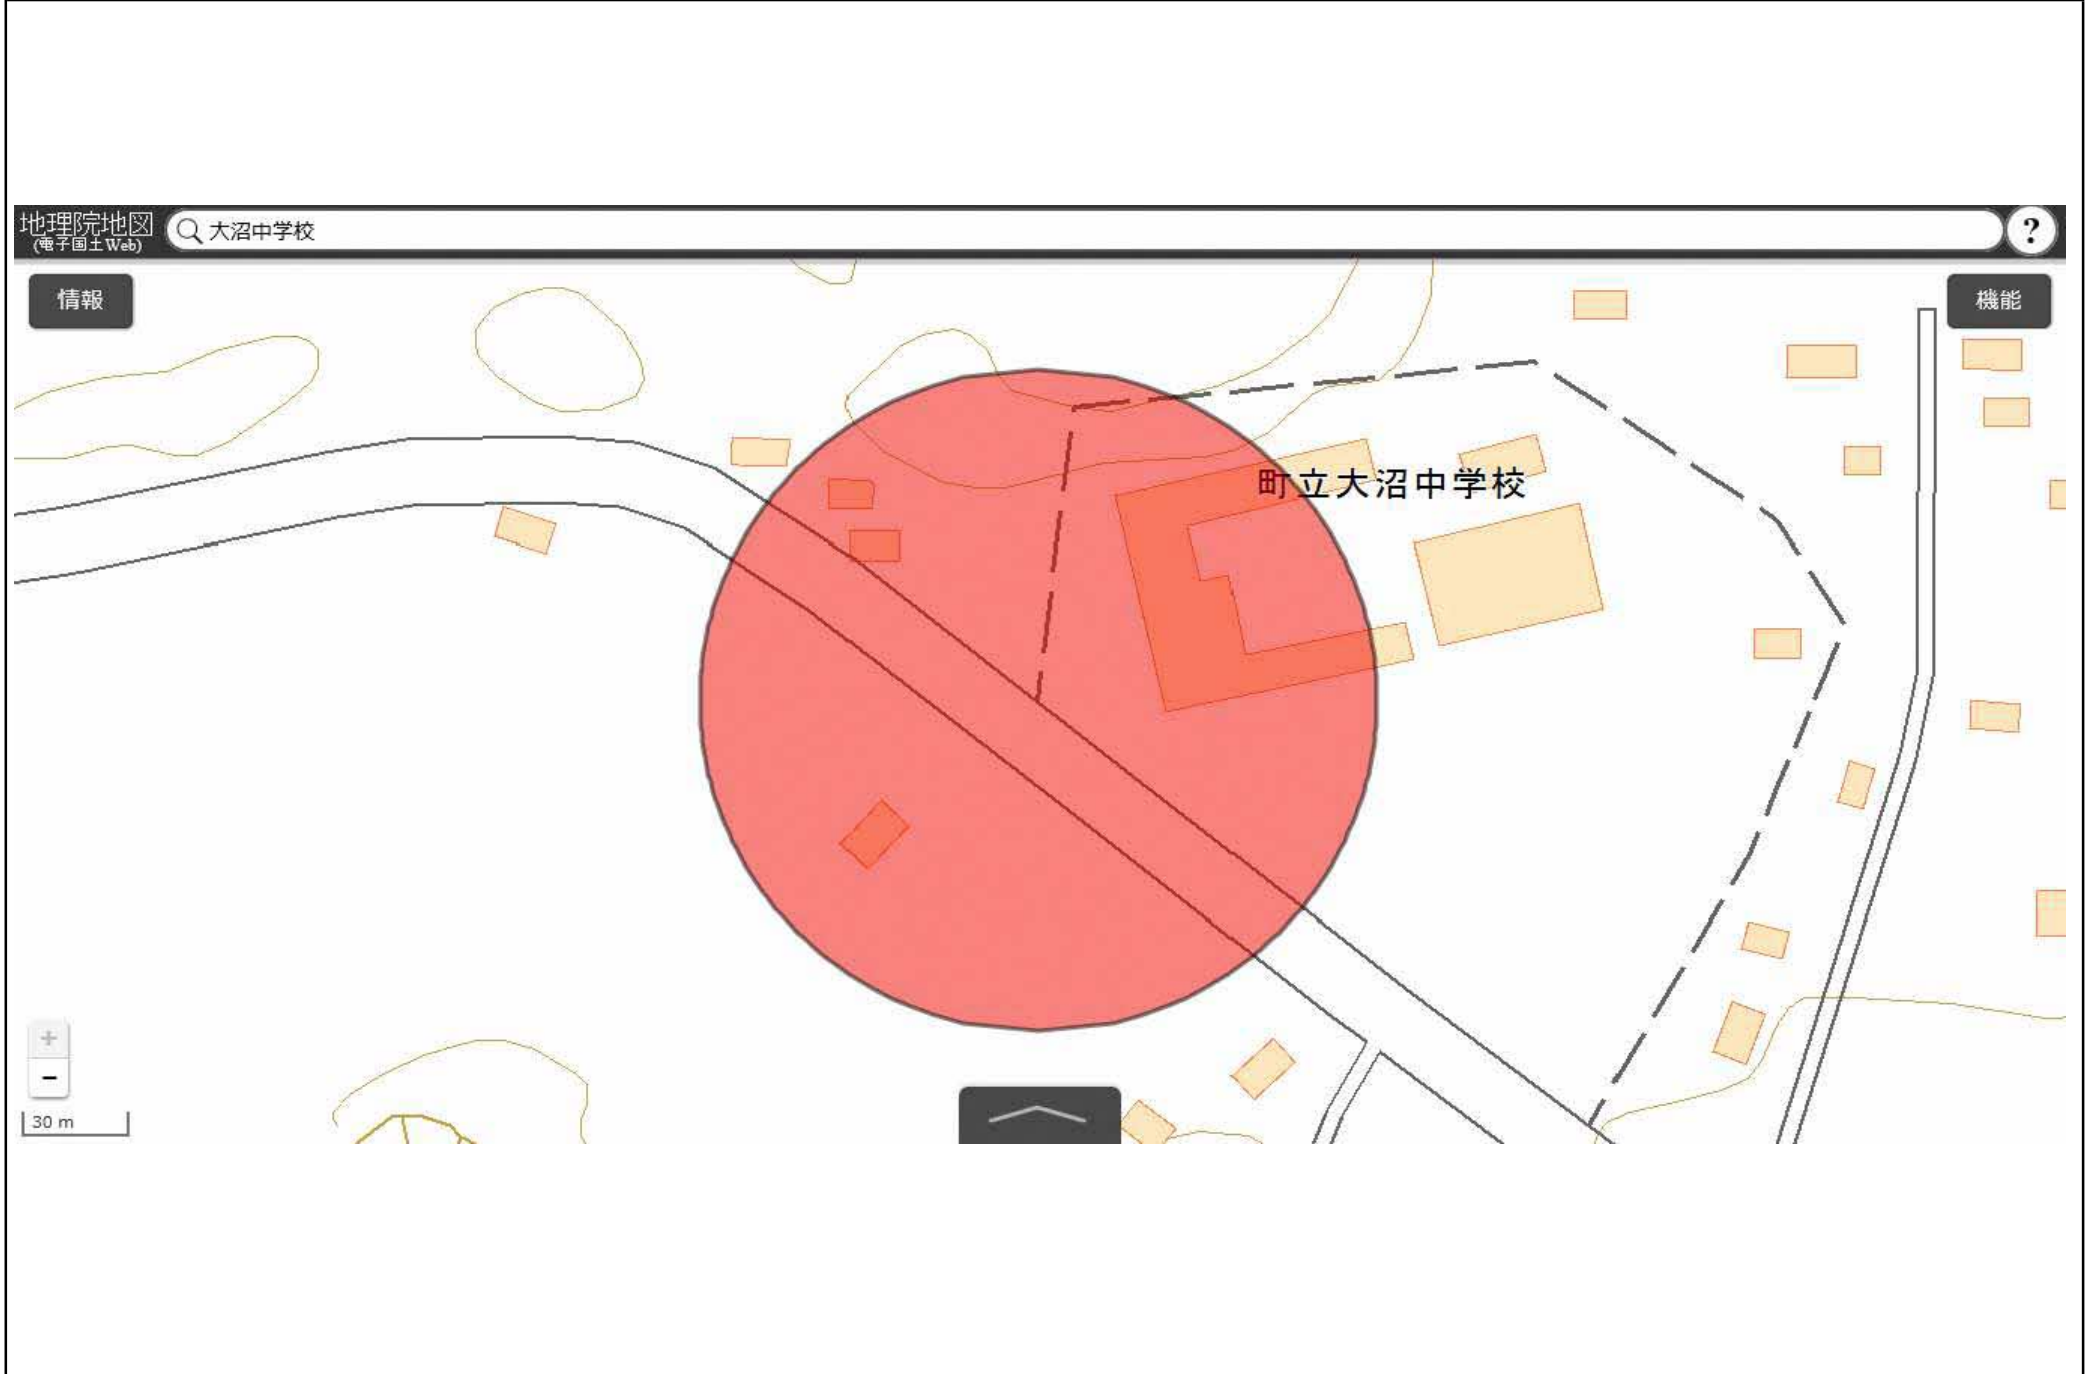 地理院地図
(電子国土Web)
大沼中学校
?
情報
機能
町立大沼中学校
+
−
30 m